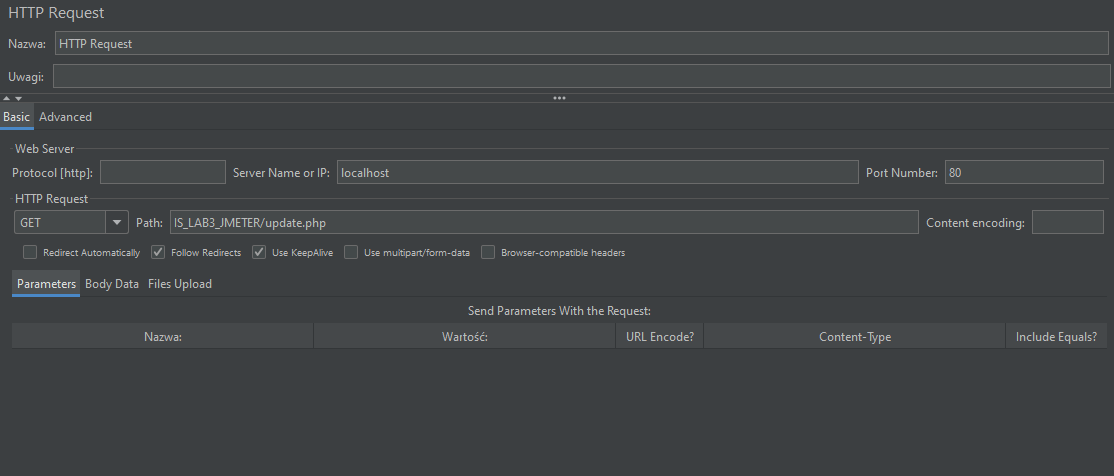 HTTP Request
Nazwa: HTTP Request
Uwagi:
Basic Advanced
Web Server
Protocol [http]: Server Name or IP: localhost Port Number: 80
HTTP Request
GET Path: IS_LAB3_JMETER/update.php Content encoding:
Redirect Automatically Follow Redirects Use KeepAlive Use multipart/form-data Browser-compatible headers
Parameters Body Data Files Upload
Send Parameters With the Request:
Nazwa: Wartość: URL Encode? Content-Type Include Equals?